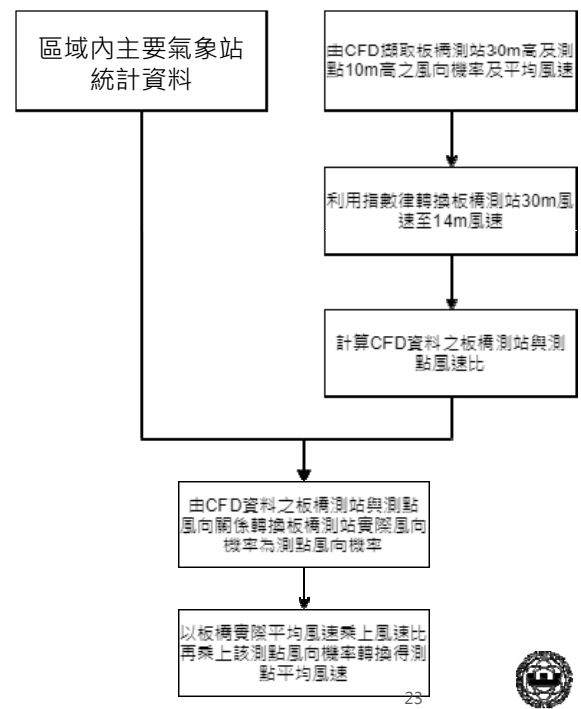 區域內主要氣象站
統計資料
由CFD擷取板橋測站30m高及測
點10m高之風向機率及平均風速
利用指數律轉換板橋測站30m風
速至14m風速
計算CFD資料之板橋測站與測
點風速比
由CFD資料之板橋測站與測點
風向關係轉換板橋測站實際風向
機率為測點風向機率
以板橋實際平均風速乘上風速比
再乘上該測點風向機率轉換得測
點平均風速
23